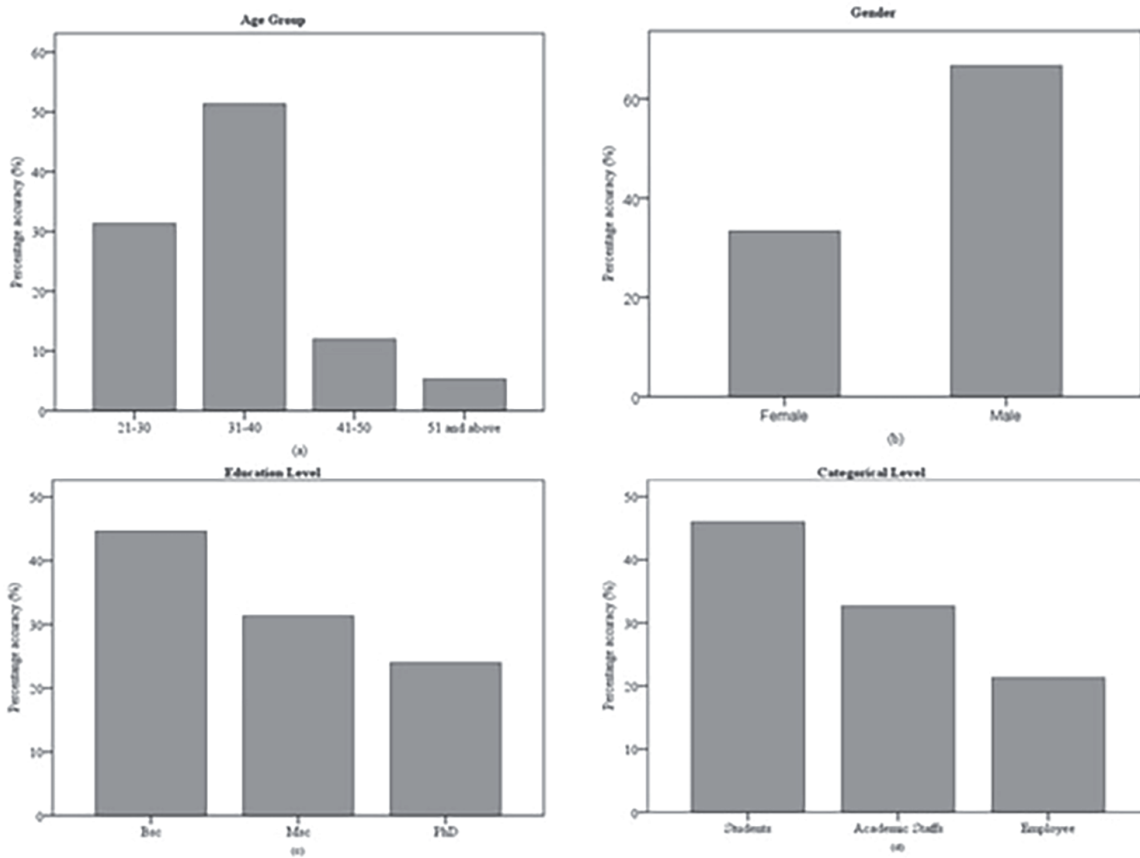 Age Group
Percentage accuracy (%)
60
50
40
30
20
10
0
21-30
31-40
41-50
51 and above
(a)
Gender
Percentage accuracy (%)
60
40
20
0
Female
Male
(b)
Education Level
Percentange accuracy (%)
50
40
30
20
10
0
Bsc
Msc
PhD
(c)
Categorical Level
Percentage accuracy (%)
50
40
30
20
10
0
Students
Academic Staffs
Employee
(d)